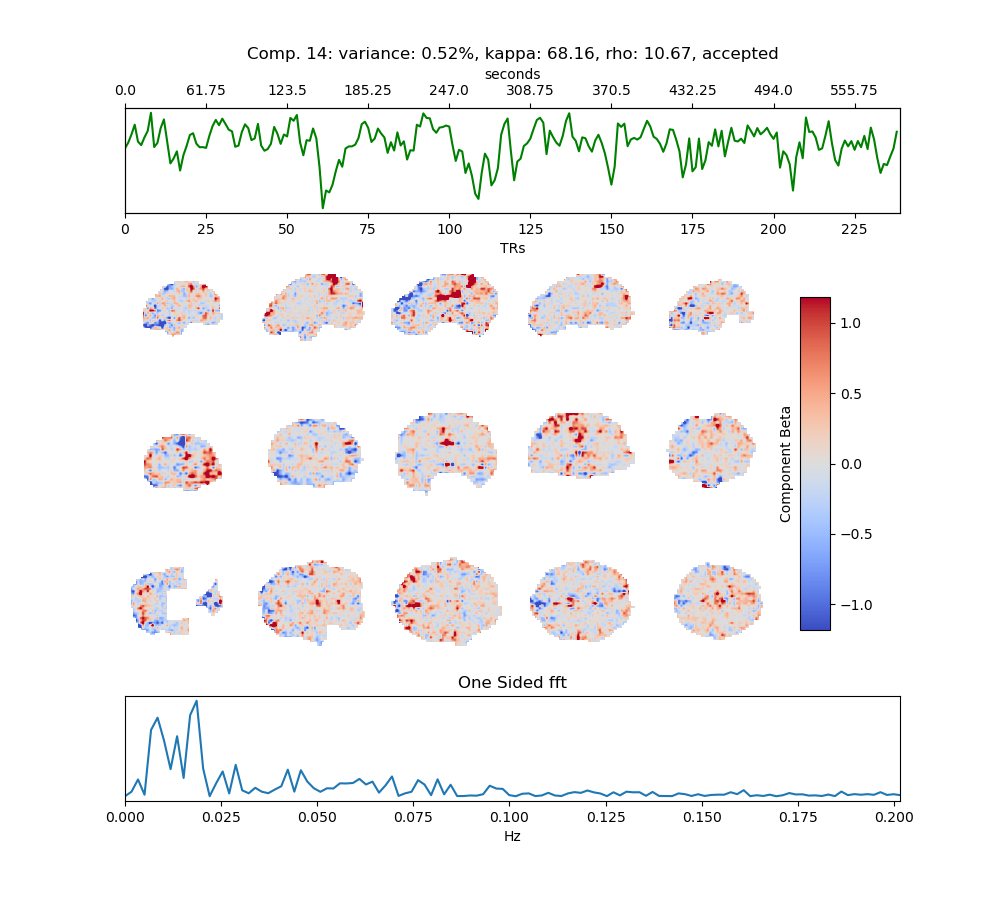 Comp. 14: variance: 0.52%, kappa: 68.16, rho: 10.67, accepted
seconds
0.0 61.75 123.5 185.25 247.0 308.75 370.5 432.25 494.0 555.75
0 25 50 75 100 125 150 175 200 225
TRs
1.0
0.5
0.0
−0.5
−1.0
Component Beta
One Sided fft
0.000 0.025 0.050 0.075 0.100 0.125 0.150 0.175 0.200
Hz